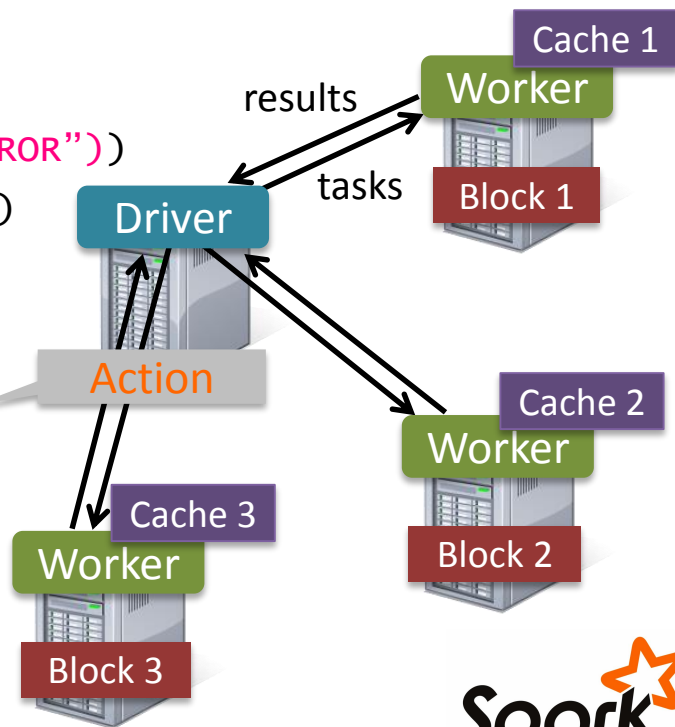 Cache 1
Worker
results
ROR”))
tasks
Block 1
)
Driver
Action
Cache 2
Worker
Cache 3
Block 2
Worker
Block 3
Spark